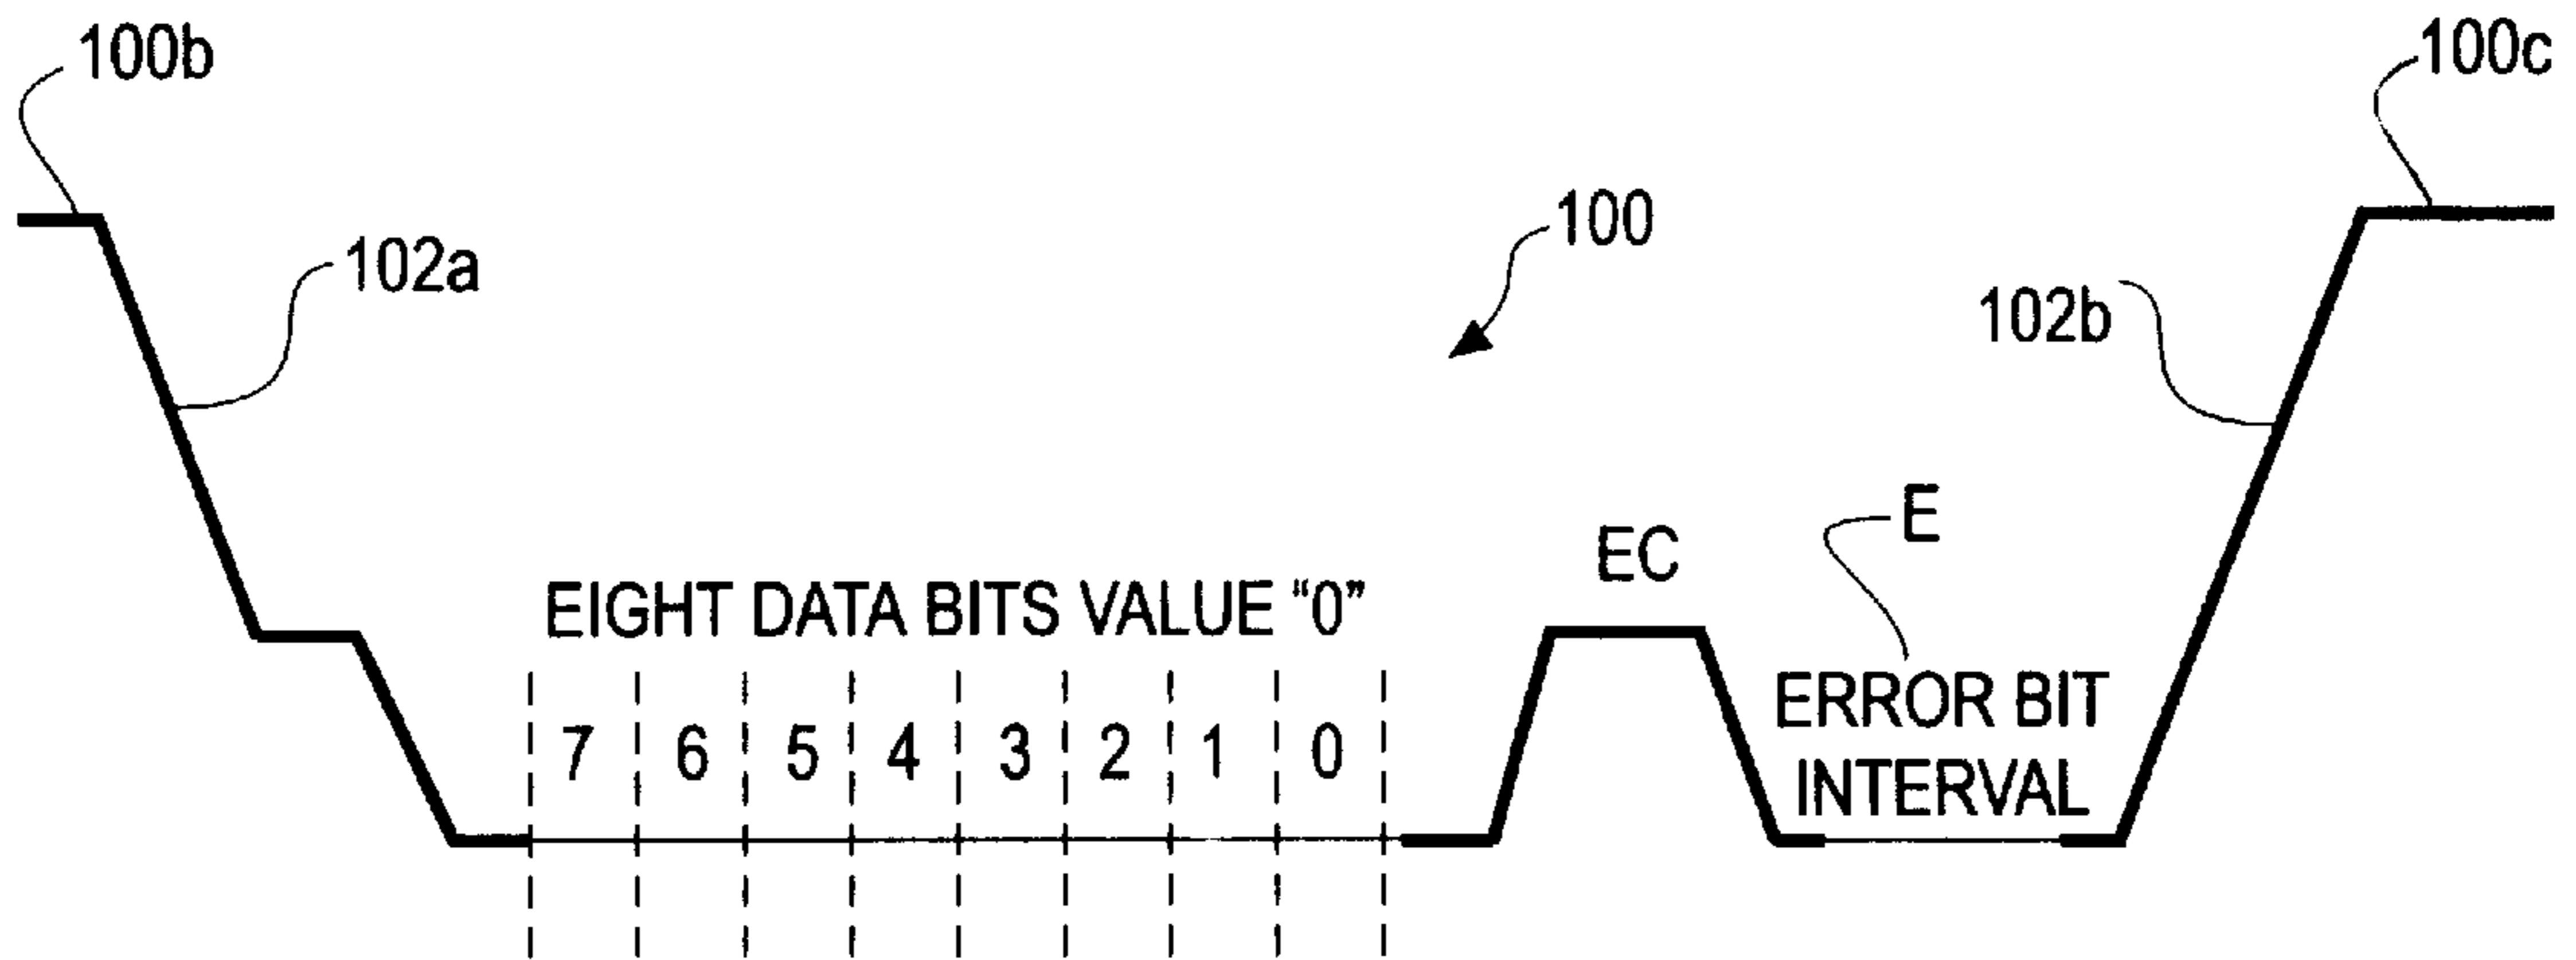 100b
100c
100
102a
102b
E
EC
EIGHT DATA BITS VALUE “0”
ERROR BIT
INTERVAL
7 6 5 4 3 2 1 0